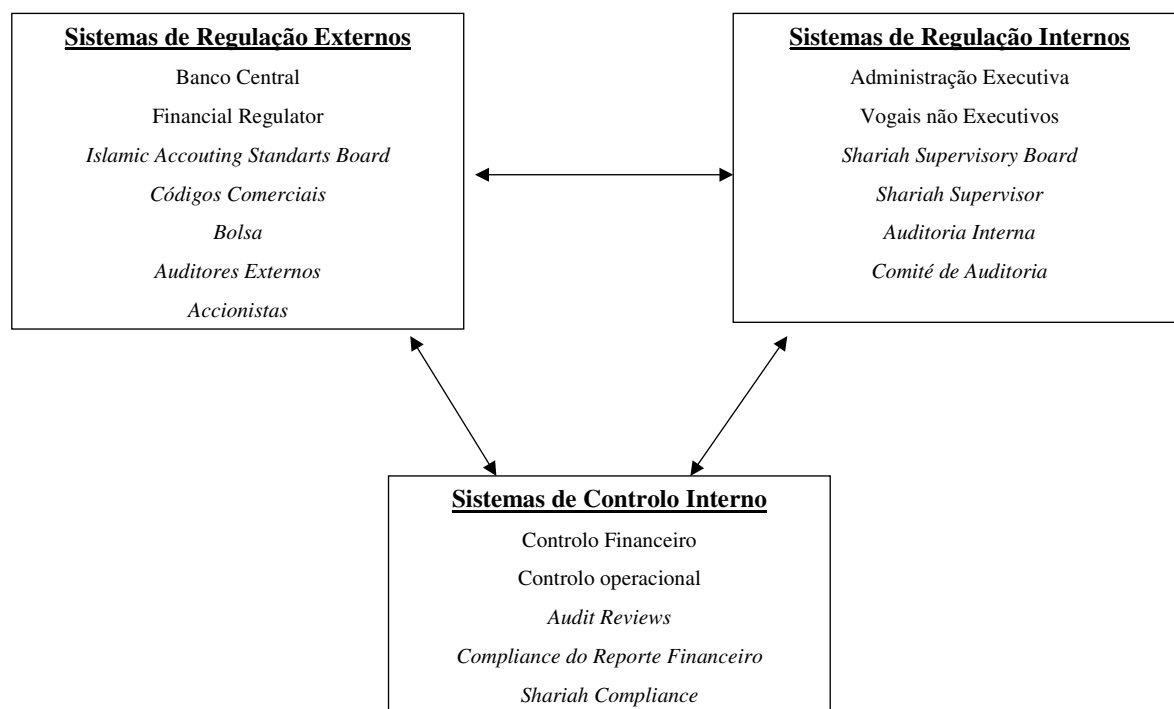 Sistemas de Regulação Externos
Banco Central
Financial Regulator
Islamic Accouting Standarts Board
Códigos Comerciais
Bolsa
Auditores Externos
Accionistas
Sistemas de Regulação Internos
Administração Executiva
Vogais não Executivos
Shariah Supervisory Board
Shariah Supervisor
Auditoria Interna
Comité de Auditoria
Sistemas de Controlo Interno
Controlo Financeiro
Controlo operacional
Audit Reviews
Compliance do Reporte Financeiro
Shariah Compliance